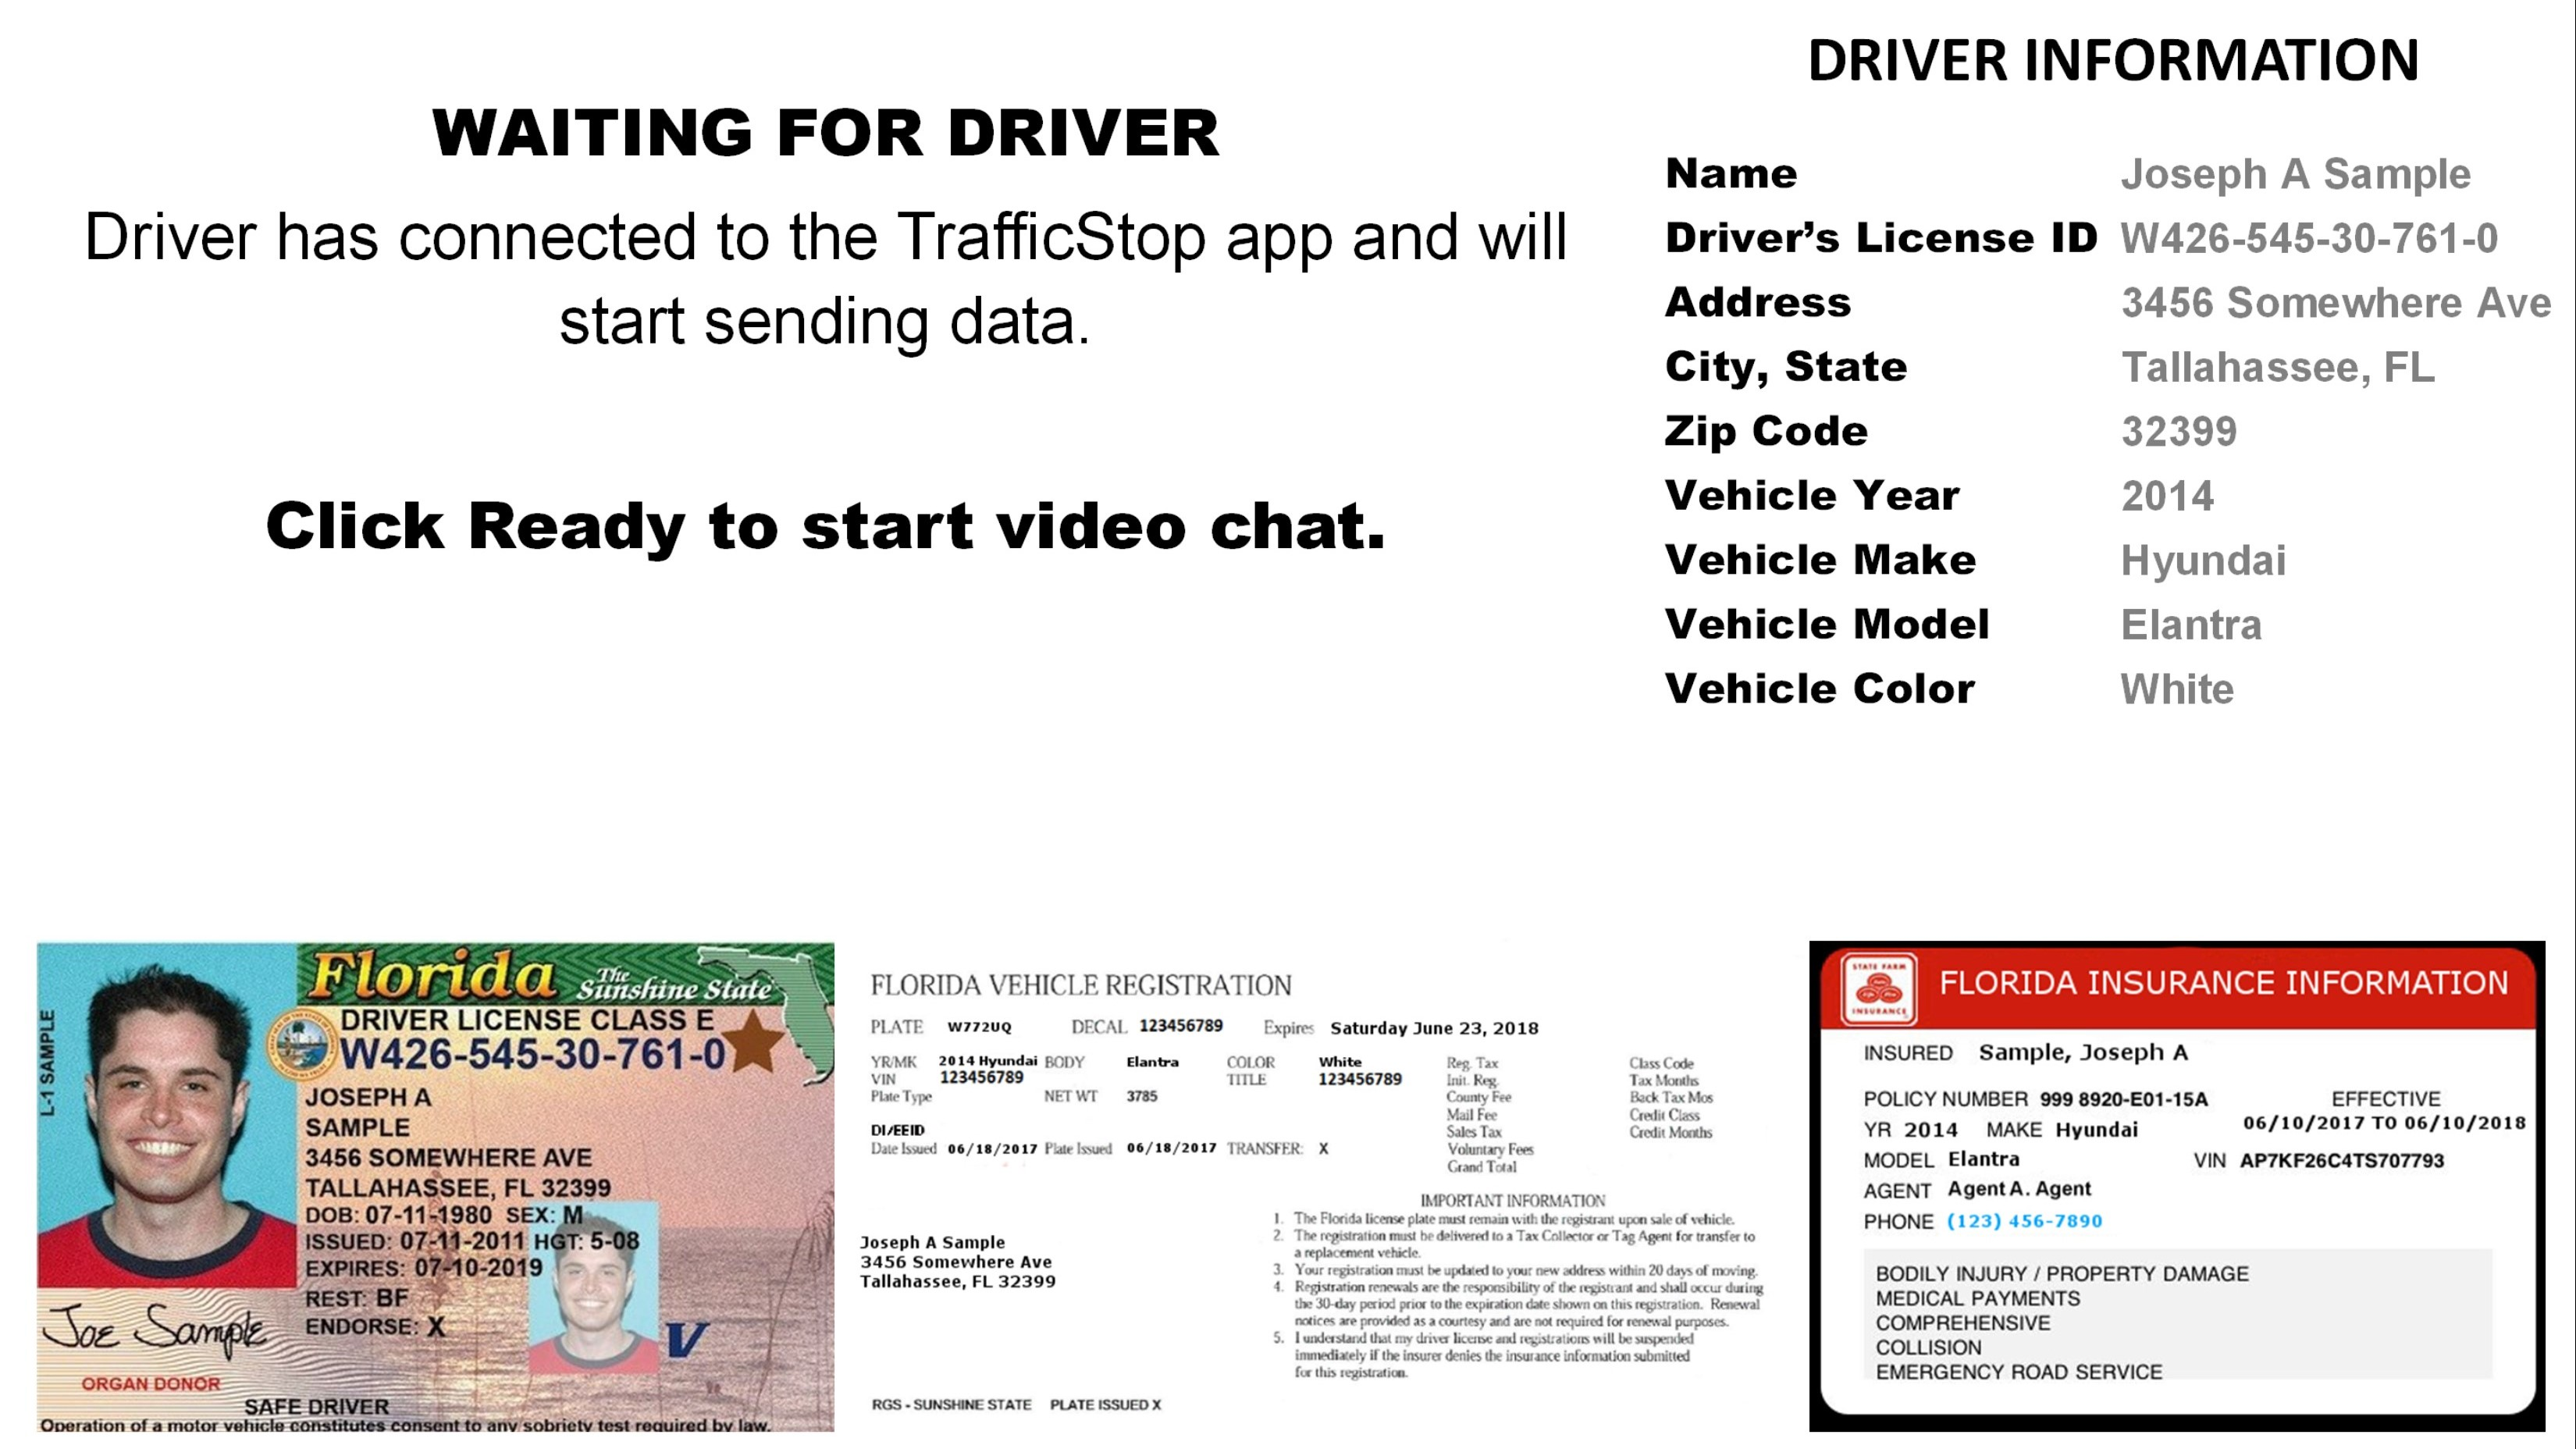 WAITING FOR DRIVER
Driver has connected to the TrafficStop app and will
start sending data.
Click Ready to start video chat.
DRIVER INFORMATION
Name Joseph A Sample
Driver’s License ID W426-545-30-761-0
Address 3456 Somewhere Ave
City, State Tallahassee, FL
Zip Code 32399
Vehicle Year 2014
Vehicle Make Hyundai
Vehicle Model Elantra
Vehicle Color White
L-1 SAMPLE
Florida The Sunshine State
DRIVER LICENSE CLASS E
W426-545-30-761-0
JOSEPH A
SAMPLE
3456 SOMEWHERE AVE
TALLAHASSEE, FL 32399
DOB: 07-11-1980 SEX: M
ISSUED: 07-11-2011 HGT: 5-08
EXPIRES: 07-10-2019
REST: BF
ENDORSE: X
Joe Sample
V
ORGAN DONOR
SAFE DRIVER
Operation of a motor vehicle constitutes consent to any sobriety test required by law.
FLORIDA VEHICLE REGISTRATION
PLATE W772UQ DECAL 123456789 Expires Saturday June 23, 2018
YR/MK 2014 Hyundai BODY Elantra COLOR White Reg. Tax Class Code
VIN 123456789 TITLE 123456789 Init. Reg. Tax Months
Plate Type NET WT 3785 County Fee Back Tax Mos
Mail Fee Credit Class
DI/EEID Sales Tax Credit Months
Date Issued 06/18/2017 Plate Issued 06/18/2017 TRANSFER: X Voluntary Fees
Grand Total
IMPORTANT INFORMATION
1. The Florida license plate must remain with the registrant upon sale of vehicle.
2. The registration must be delivered to a Tax Collector or Tag Agent for transfer to
a replacement vehicle.
3. Your registration must be updated to your new address within 20 days of moving.
4. Registration renewals are the responsibility of the registrant and shall occur during
the 30-day period prior to the expiration date shown on this registration. Renewal
notices are provided as a courtesy and are not required for renewal purposes.
5. I understand that my driver license and registrations will be suspended
immediately if the insurer denies the insurance information submitted
for this registration.
Joseph A Sample
3456 Somewhere Ave
Tallahassee, FL 32399
RGS - SUNSHINE STATE PLATE ISSUED X
STATE FARM
INSURANCE
FLORIDA INSURANCE INFORMATION
INSURED Sample, Joseph A
POLICY NUMBER 999 8920-E01-15A EFFECTIVE
YR 2014 MAKE Hyundai 06/10/2017 TO 06/10/2018
MODEL Elantra VIN AP7KF26C4TS707793
AGENT Agent A. Agent
PHONE (123) 456-7890
BODILY INJURY / PROPERTY DAMAGE
MEDICAL PAYMENTS
COMPREHENSIVE
COLLISION
EMERGENCY ROAD SERVICE